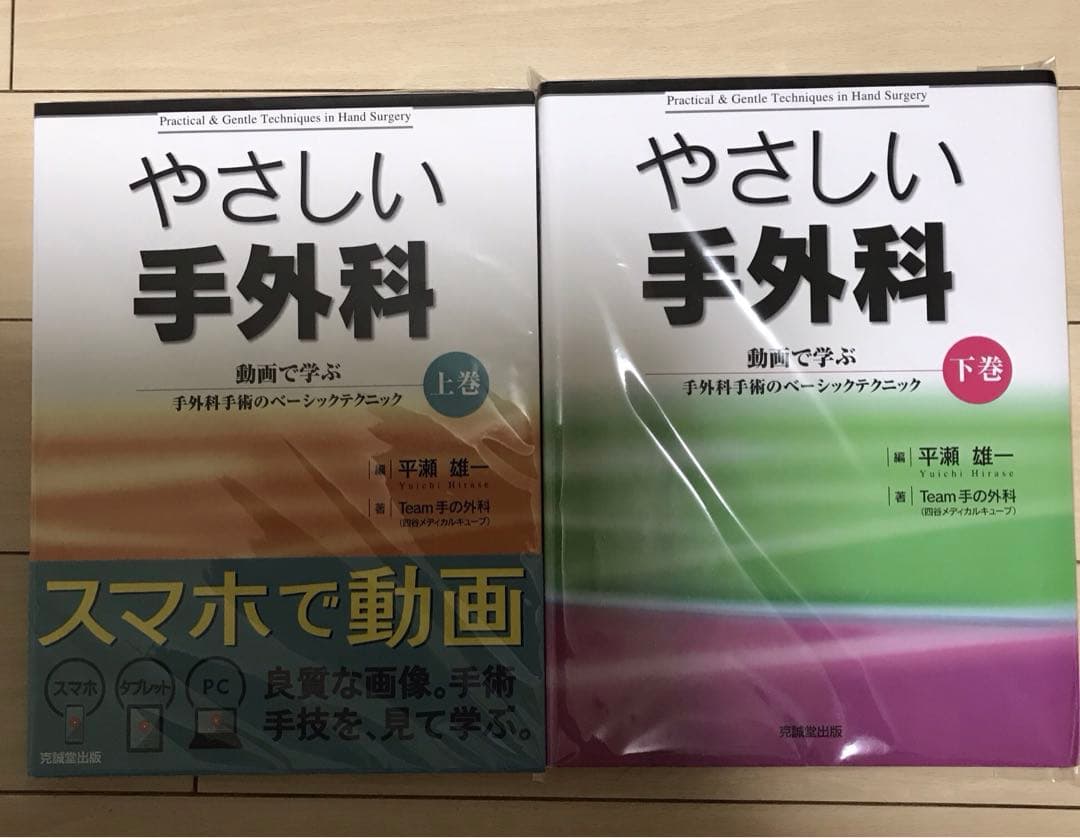 Practical & Gentle Techniques in Hand Surgery
やさしい
手外科
動画で学ぶ
手外科手術のベーシックテクニック
上巻
編 平瀬 雄一
Yuichi Hirase
著 Team 手の外科
(四谷メディカルキューブ)
スマホで動画
スマホ タブレット PC
良質な画像。手術
手技を、見て学ぶ。
克誠堂出版
Practical & Gentle Techniques in Hand Surgery
やさしい
手外科
動画で学ぶ
手外科手術のベーシックテクニック
下巻
編 平瀬 雄一
Yuichi Hirase
著 Team 手の外科
(四谷メディカルキューブ)
克誠堂出版